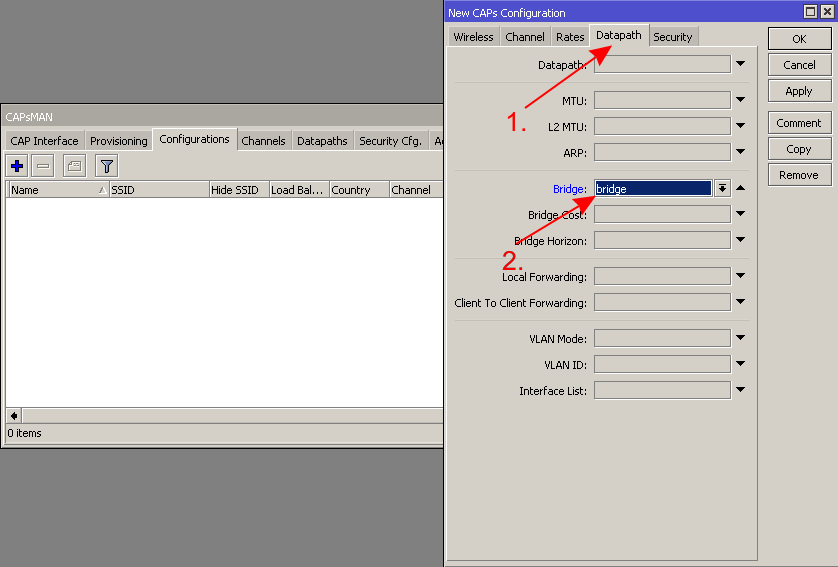 New CAPs Configuration
Wireless Channel Rates Datapath Security
OK
Datapath:
Cancel
Apply
MTU:
1.
CAPsMAN
L2 MTU:
Comment
CAP Interface Provisioning Configurations Channels Datapaths Security Cfg. Ac
ARP:
Copy
Remove
Name SSID Hide SSID Load Bal... Country Channel
Bridge: bridge
Bridge Cost:
Bridge Horizon:
2.
Local Forwarding:
Client To Client Forwarding:
VLAN Mode:
VLAN ID:
Interface List:
0 items